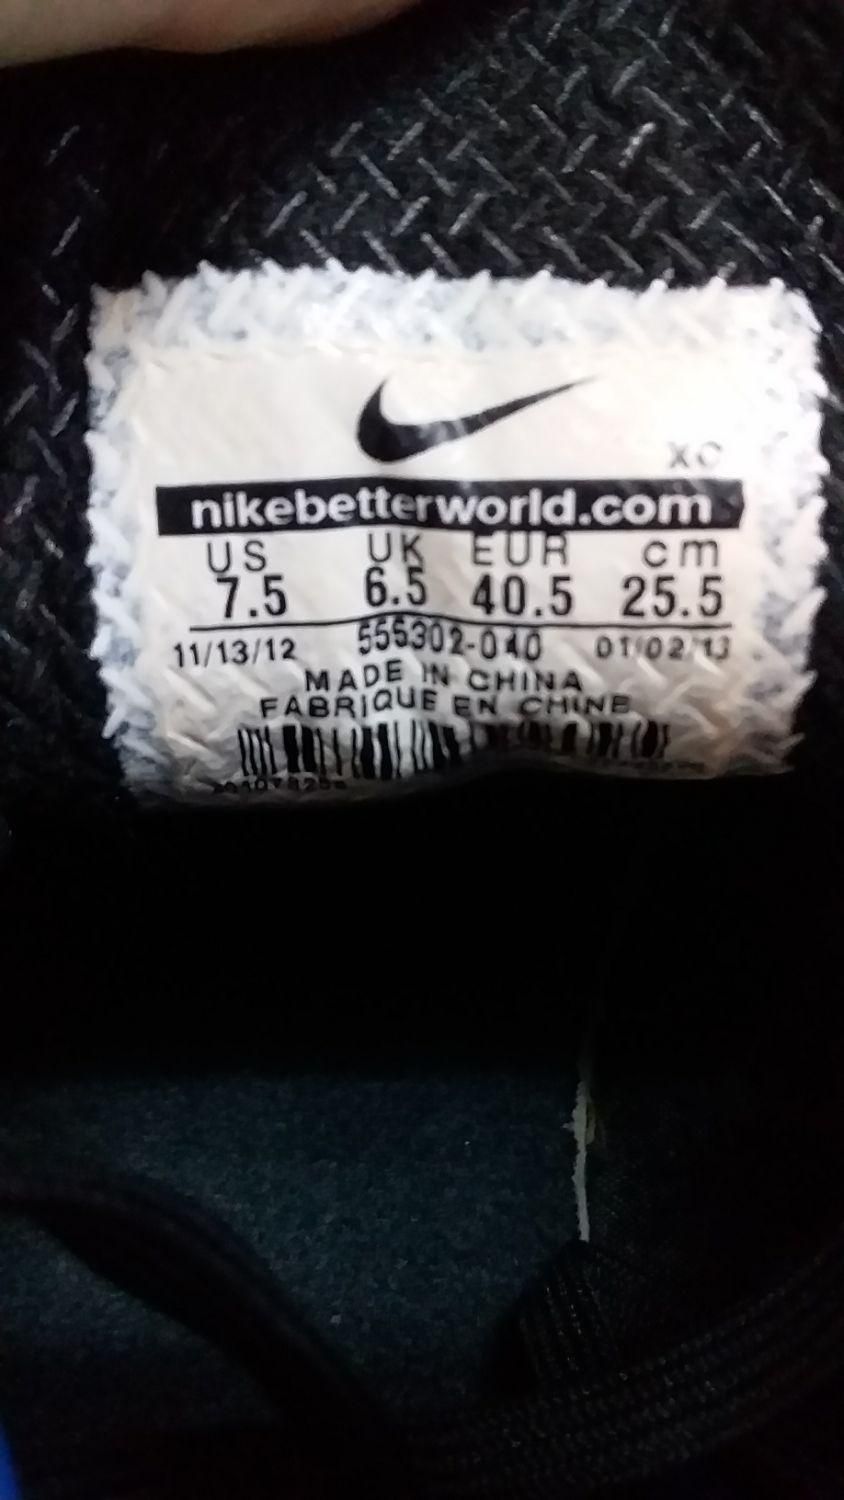 XC
nikebetterworld.com
US UK EUR cm
7.5 6.5 40.5 25.5
11/13/12 555302-040 01/02/13
MADE IN CHINA
FABRIQUE EN CHINE